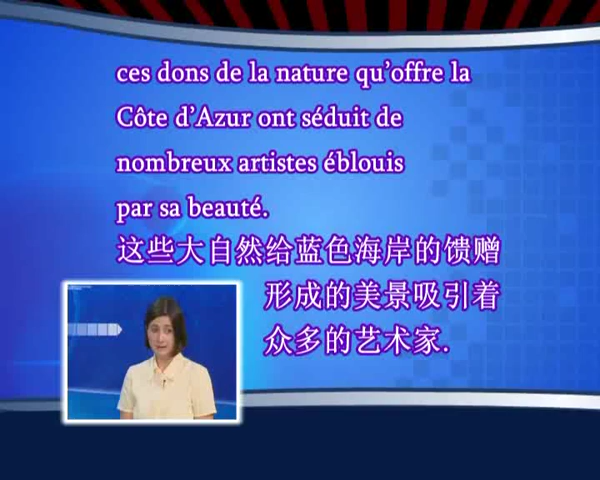 ces dons de la nature qu'offre la
Côte d'Azur ont séduit de
nombreux artistes éblouis
par sa beauté.
这些大自然给蓝色海岸的馈赠
形成的美景吸引着
众多的艺术家.